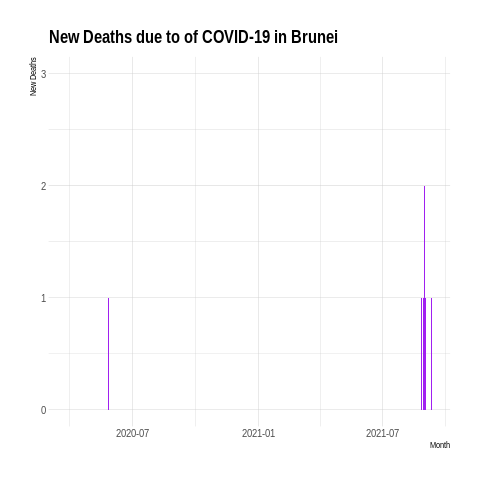 New Deaths due to of COVID-19 in Brunei
New Deaths
3
2
1
0
2020-07
2021-01
2021-07
Month